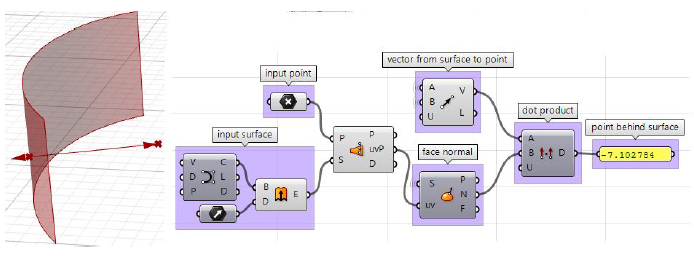 vector from surface to point
input point
A
B
U
V
L
dot product
point behind surface
input surface
P
S
P
uvP
D
face normal
A
B
U
D
-7.102784
V
D
P
C
L
D
B
D
E
S
uv
P
N
F